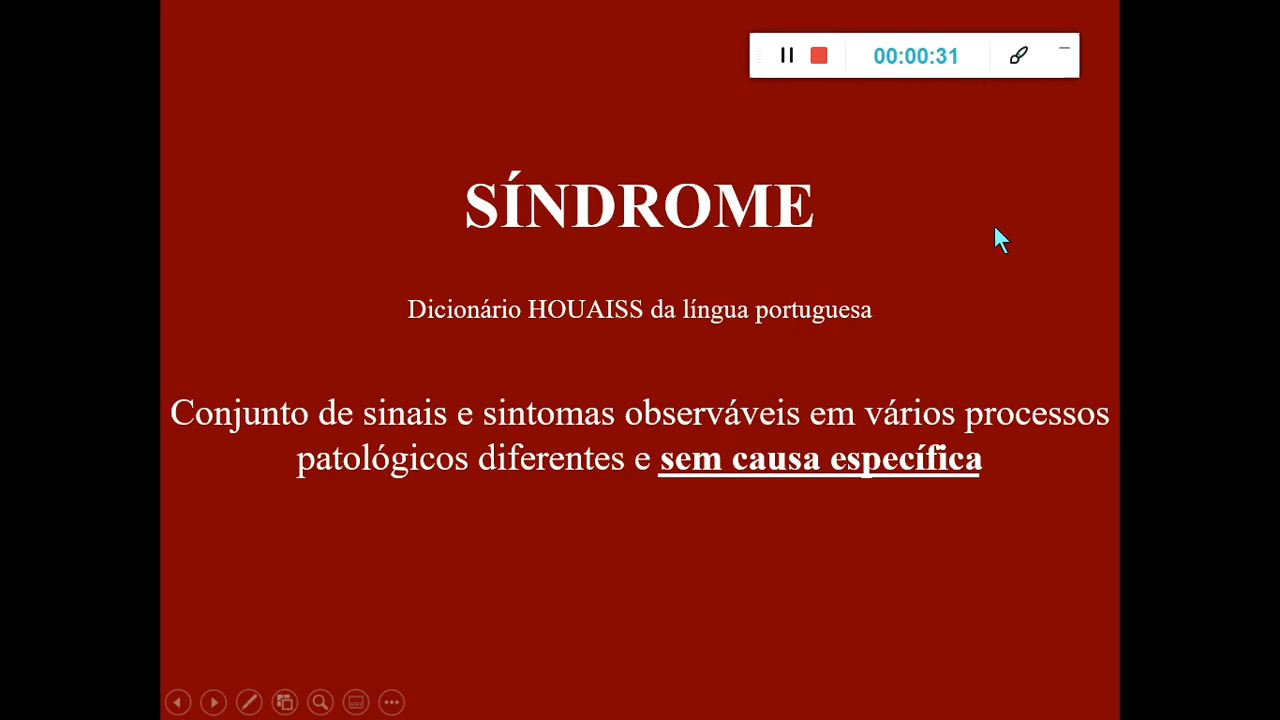 00:00:31
SÍNDROME
Dicionário HOUAISS da língua portuguesa
Conjunto de sinais e sintomas observáveis em vários processos
patológicos diferentes e sem causa específica